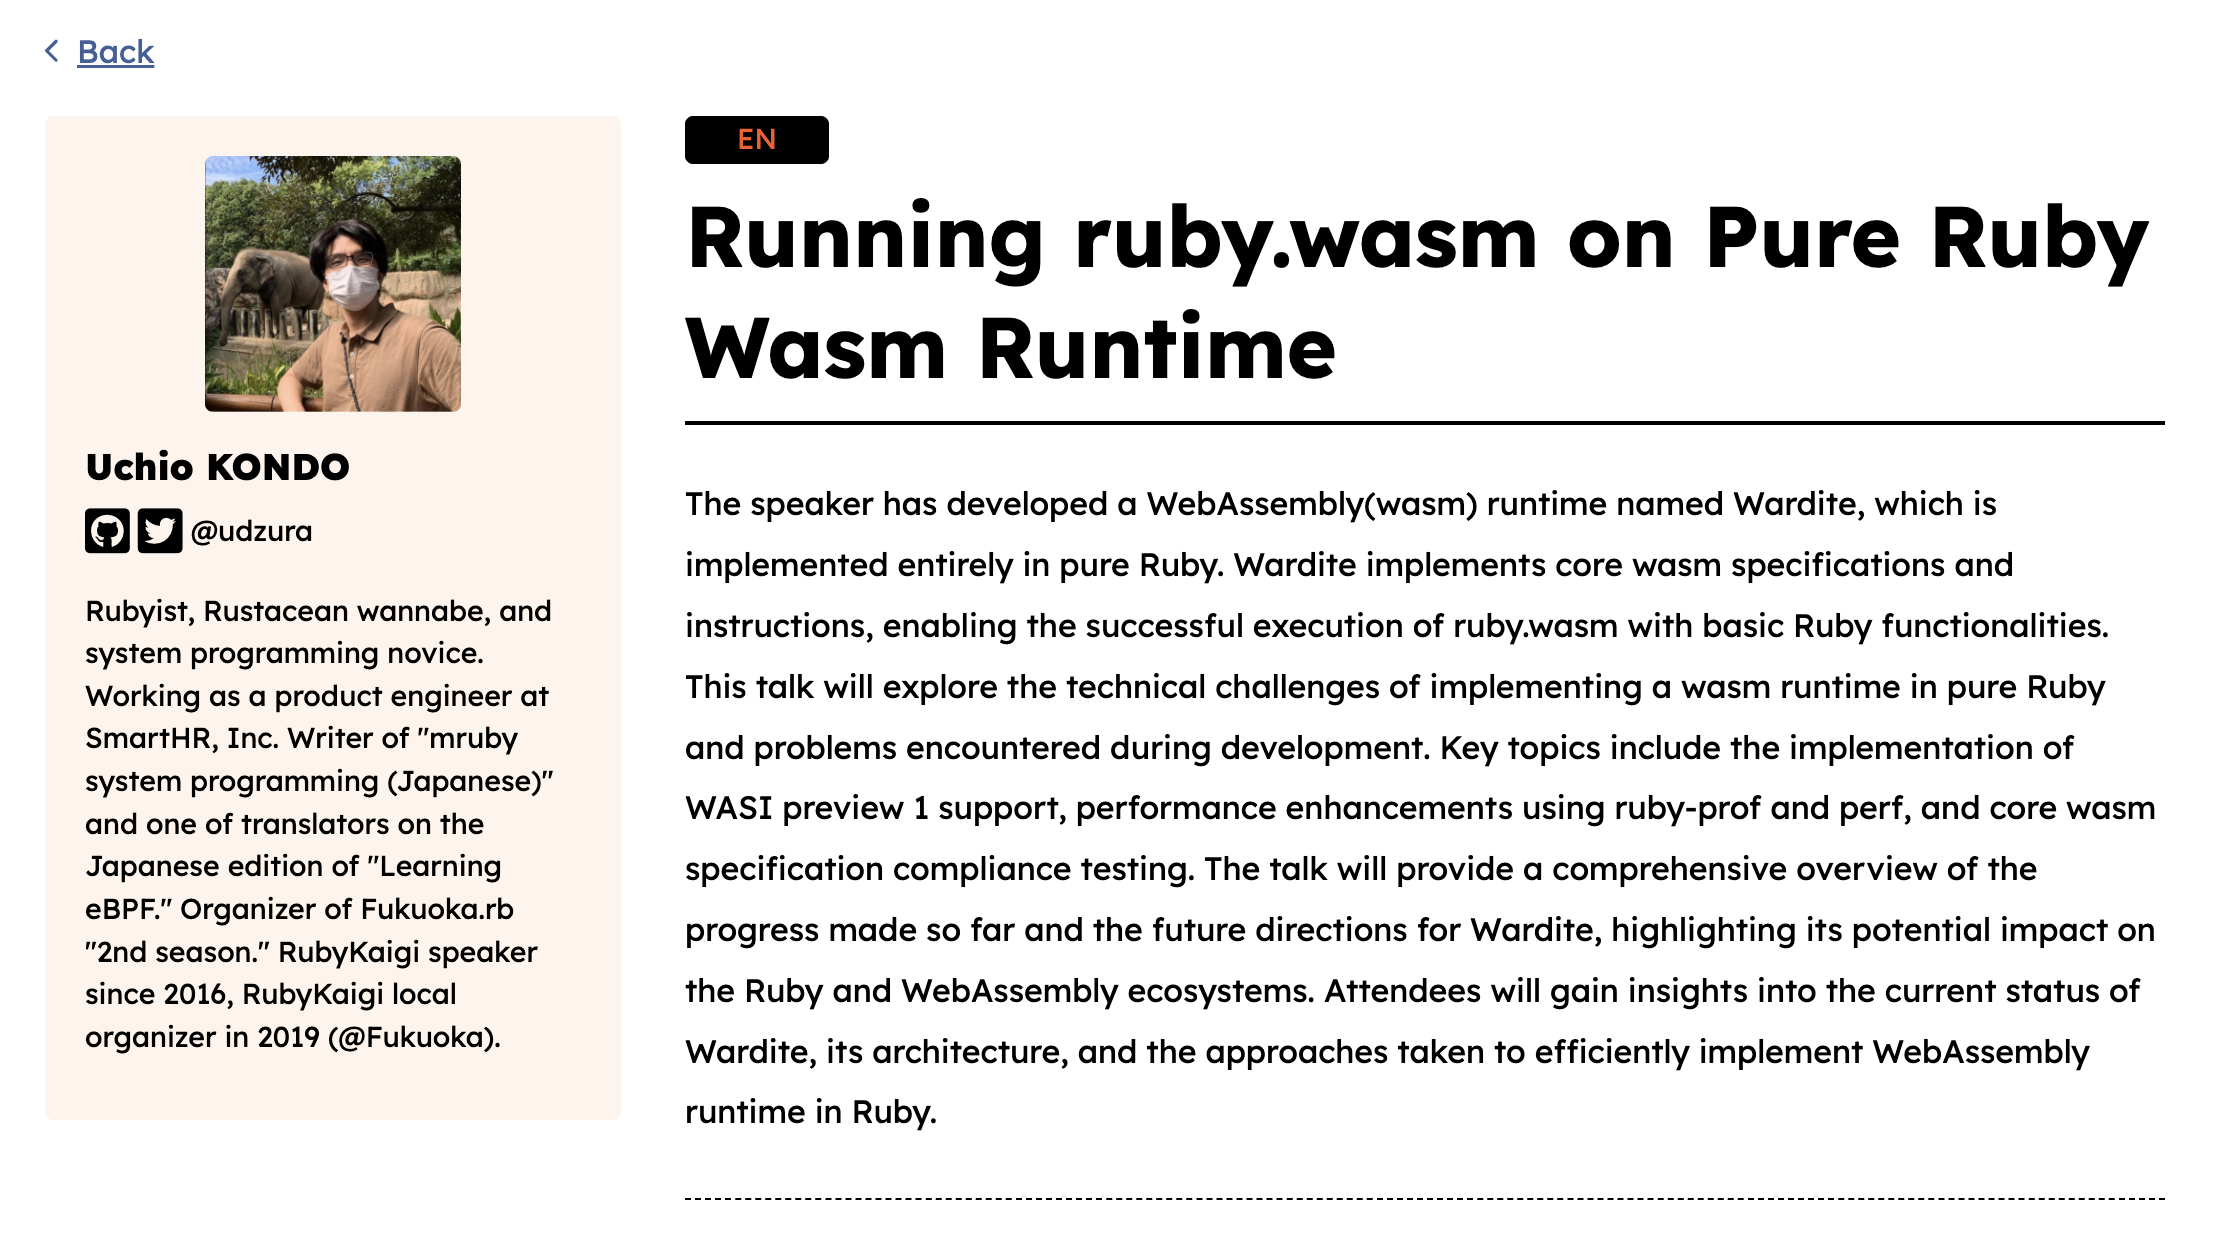 Back
Uchio KONDO
@udzura
Rubyist, Rustacean wannabe, and
system programming novice.
Working as a product engineer at
SmartHR, Inc. Writer of "mruby
system programming (Japanese)"
and one of translators on the
Japanese edition of "Learning
eBPF." Organizer of Fukuoka.rb
"2nd season." RubyKaigi speaker
since 2016, RubyKaigi local
organizer in 2019 (@Fukuoka).
EN
Running ruby.wasm on Pure Ruby
Wasm Runtime
The speaker has developed a WebAssembly(wasm) runtime named Wardite, which is
implemented entirely in pure Ruby. Wardite implements core wasm specifications and
instructions, enabling the successful execution of ruby.wasm with basic Ruby functionalities.
This talk will explore the technical challenges of implementing a wasm runtime in pure Ruby
and problems encountered during development. Key topics include the implementation of
WASI preview 1 support, performance enhancements using ruby-prof and perf, and core wasm
specification compliance testing. The talk will provide a comprehensive overview of the
progress made so far and the future directions for Wardite, highlighting its potential impact on
the Ruby and WebAssembly ecosystems. Attendees will gain insights into the current status of
Wardite, its architecture, and the approaches taken to efficiently implement WebAssembly
runtime in Ruby.